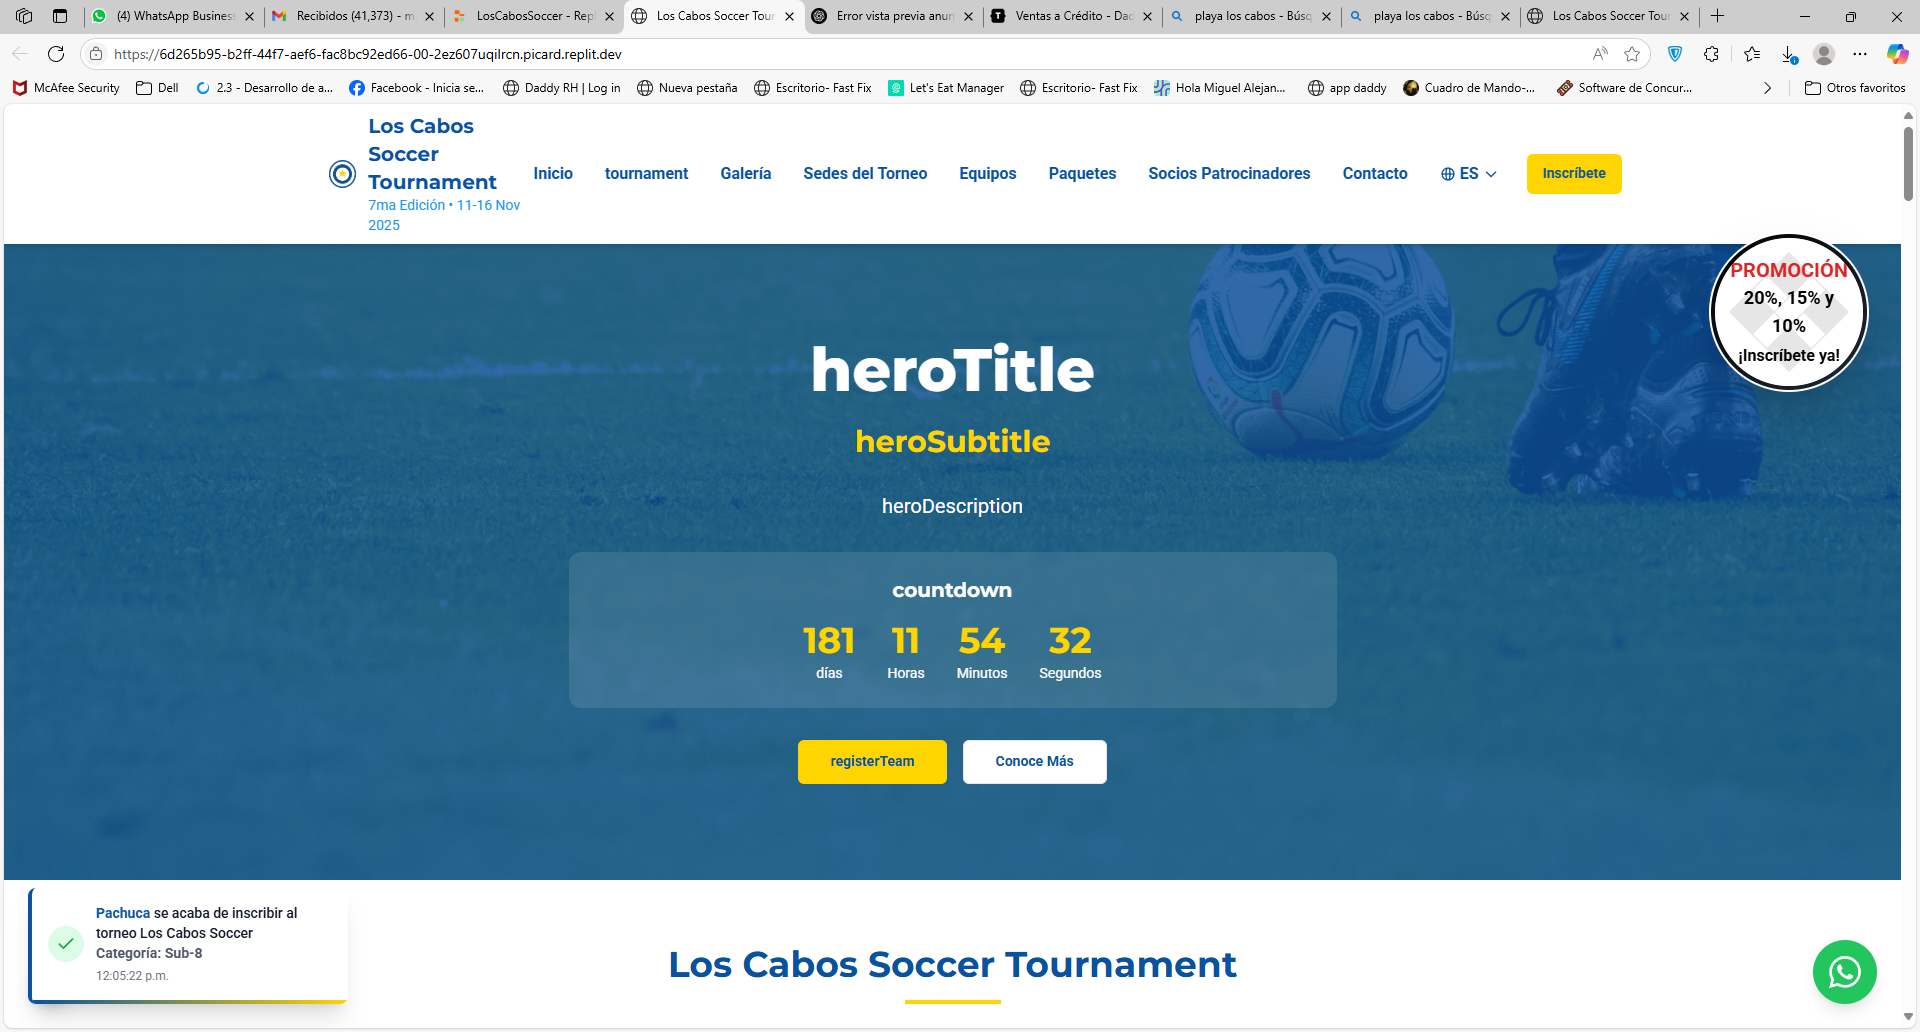 (4) WhatsApp Business
Recibidos (41,373) - m
LosCabosSoccer - Repl
Los Cabos Soccer Tour
Error vista previa anun
Ventas a Crédito - Dad
playa los cabos - Búsq
playa los cabos - Búsq
Los Cabos Soccer Tour
https://6d265b95-b2ff-44f7-aef6-fac8bc92ed66-00-2ez607uqilrcn.picard.replit.dev
McAfee Security
Dell
2.3 - Desarrollo de a...
Facebook - Inicia se...
Daddy RH | Log in
Nueva pestaña
Escritorio- Fast Fix
Let's Eat Manager
Escritorio- Fast Fix
Hola Miguel Alejan...
app daddy
Cuadro de Mando-...
Software de Concur...
Otros favoritos
Los Cabos
Soccer
Tournament
7ma Edición • 11-16 Nov
2025
Inicio
tournament
Galería
Sedes del Torneo
Equipos
Paquetes
Socios Patrocinadores
Contacto
ES
Inscríbete
PROMOCIÓN
20%, 15% y
10%
¡Inscríbete ya!
heroTitle
heroSubtitle
heroDescription
countdown
181 11 54 32
días Horas Minutos Segundos
registerTeam
Conoce Más
Pachuca se acaba de inscribir al
torneo Los Cabos Soccer
Categoría: Sub-8
12:05:22 p.m.
Los Cabos Soccer Tournament